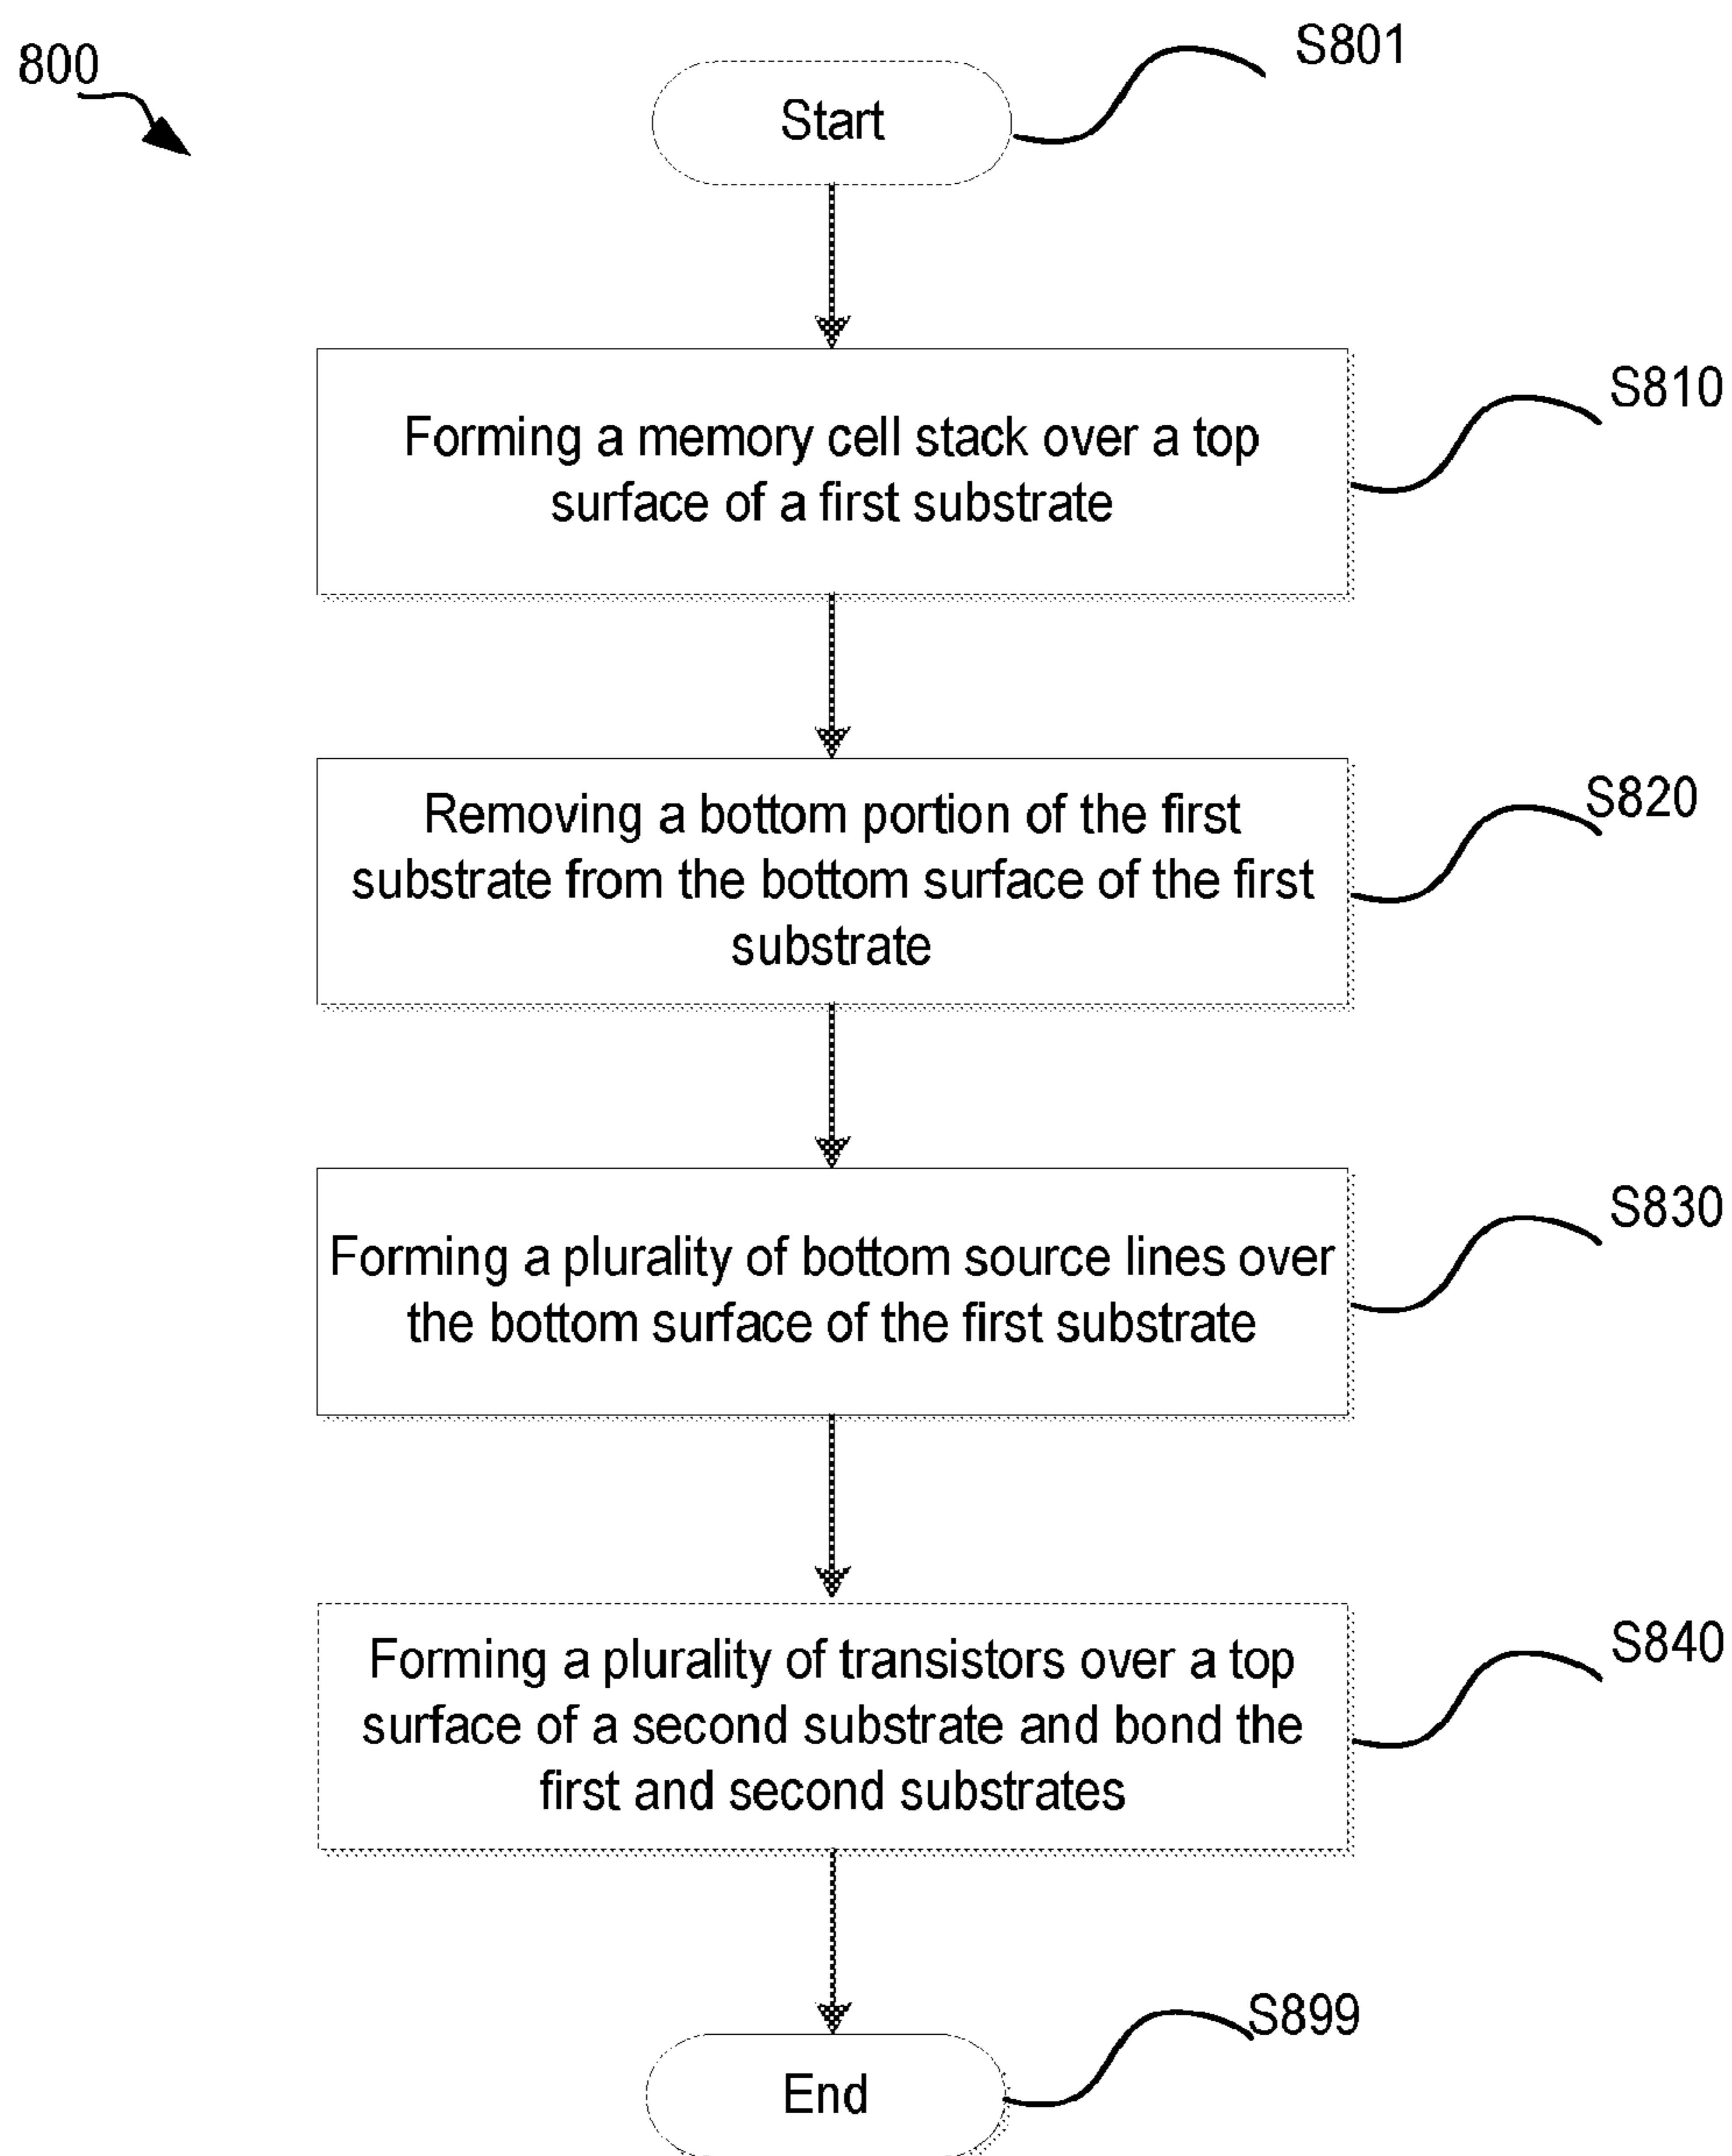 800
S801
Start
S810
Forming a memory cell stack over a top
surface of a first substrate
S820
Removing a bottom portion of the first
substrate from the bottom surface of the first
substrate
S830
Forming a plurality of bottom source lines over
the bottom surface of the first substrate
S840
Forming a plurality of transistors over a top
surface of a second substrate and bond the
first and second substrates
S899
End